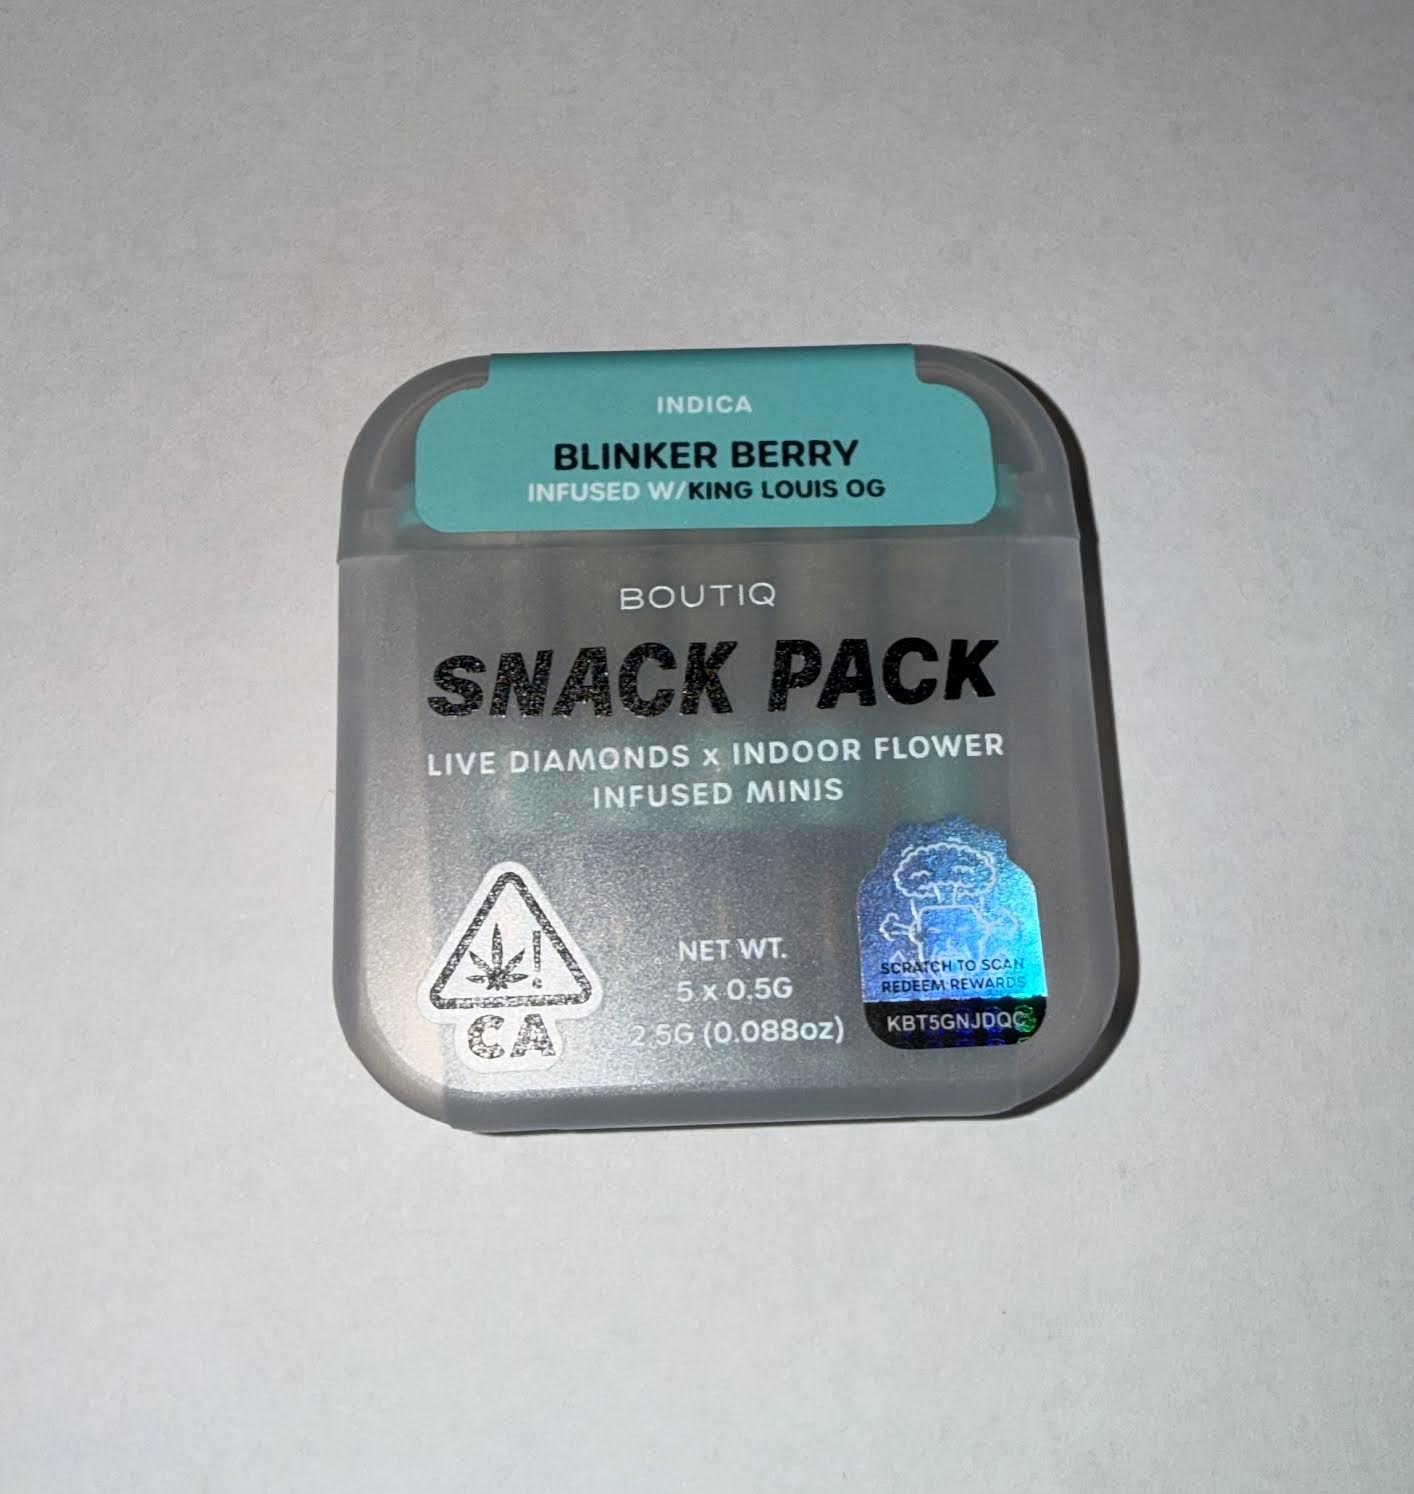 INDICA
BLINKER BERRY
INFUSED W/KING LOUIS OG
BOUTIQ
SNACK PACK
LIVE DIAMONDS x INDOOR FLOWER
INFUSED MINIS
!
CA
NET WT.
5 x 0.5G
2.5G (0.088oz)
SCRATCH TO SCAN
REDEEM REWARDS
KBT5GNJDQC